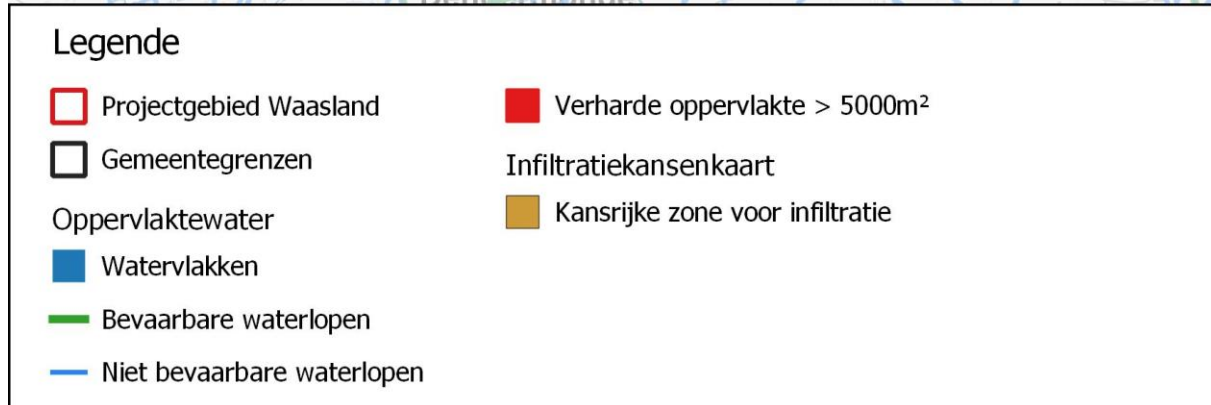 Legende
Projectgebied Waasland
Gemeentegrenzen
Oppervlaktewater
Watervlakken
Bevaarbare waterlopen
Niet bevaarbare waterlopen
Verharde oppervlakte > 5000m²
Infiltratiekansenkaart
Kansrijke zone voor infiltratie